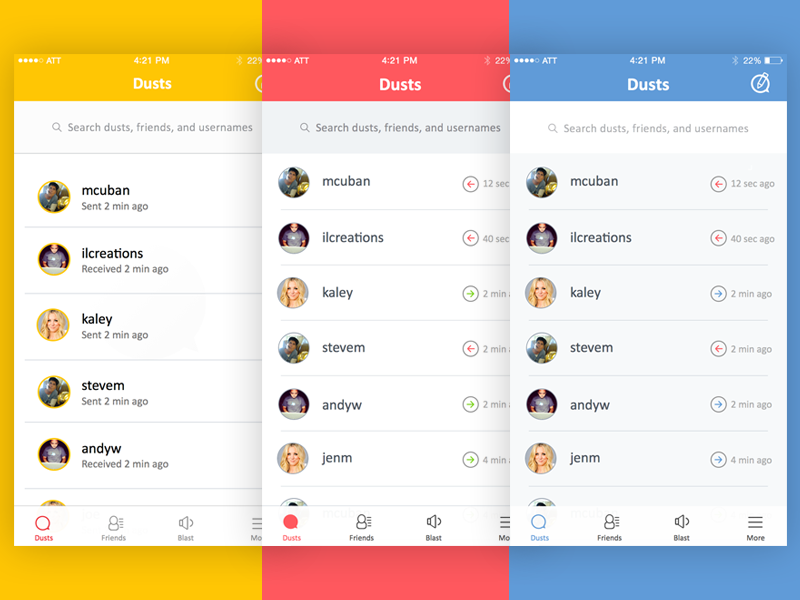 ATT 4:21 PM 22%
Dusts
Search dusts, friends, and usernames
mcuban
Sent 2 min ago
ilcreations
Received 2 min ago
kaley
Sent 2 min ago
stevem
Sent 2 min ago
andyw
Received 2 min ago
Dusts Friends Blast Mo
ATT 4:21 PM 22%
Dusts
Search dusts, friends, and usernames
mcuban 12 sec
ilcreations 40 sec
kaley 2 min
stevem 2 min
andyw 2 min
jenm 4 min
Dusts Friends Blast Mo
ATT 4:21 PM 22%
Dusts
Search dusts, friends, and usernames
mcuban 12 sec ago
ilcreations 40 sec ago
kaley 2 min ago
stevem 2 min ago
andyw 2 min ago
jenm 4 min ago
Dusts Friends Blast More